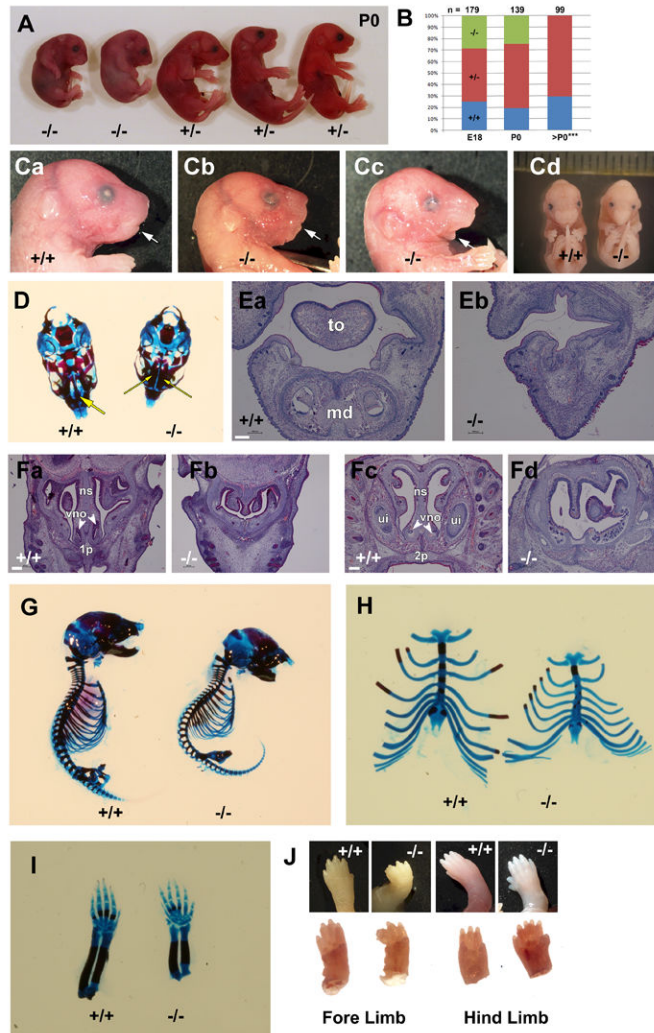 A
P0
-/-
-/-
+/-
+/-
+/-
B
n = 179 139 99
100%
90%
80%
70%
60%
50%
40%
30%
20%
10%
0%
-/-
+/-
+/+
E18 P0 >P0***
Ca
+/+
Cb
-/-
Cc
-/-
Cd
+/+ -/-
D
+/+ -/-
Ea
to
md
+/+
Eb
-/-
Fa
ns
vno
1p
+/+
Fb
-/-
Fc
ns
ui vno ui
2p
+/+
Fd
-/-
G
+/+ -/-
H
+/+ -/-
I
+/+ -/-
J
+/+ -/- +/+ -/-
Fore Limb Hind Limb